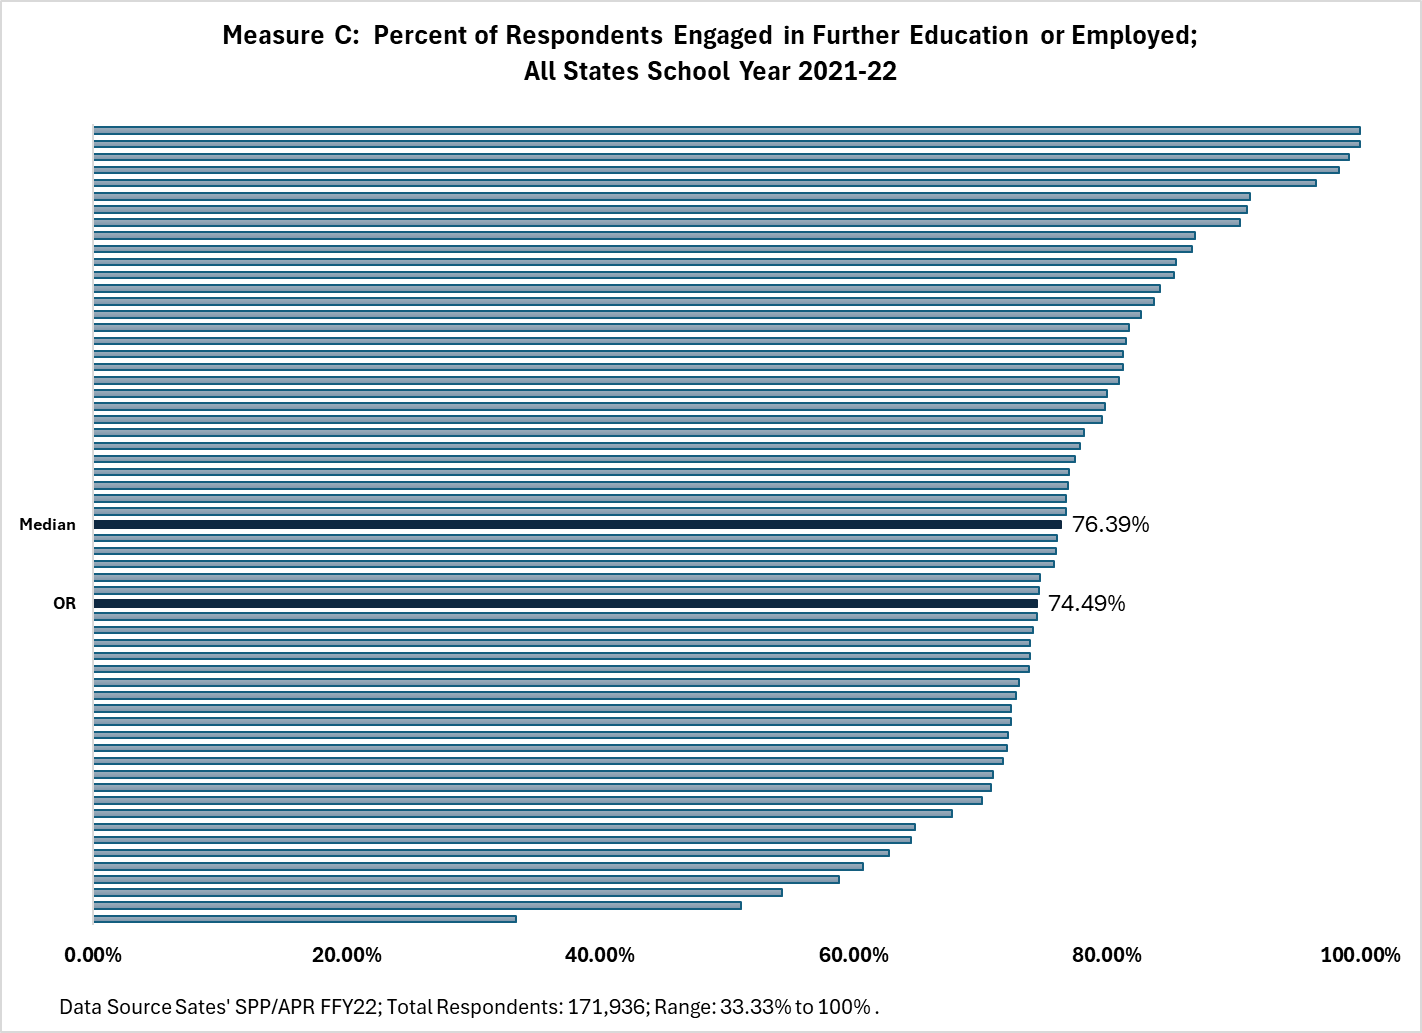 Measure C: Percent of Respondents Engaged in Further Education or Employed;
All States School Year 2021-22
Median
76.39%
OR
74.49%
0.00% 20.00% 40.00% 60.00% 80.00% 100.00%
Data Source Sates' SPP/APR FFY22; Total Respondents: 171,936; Range: 33.33% to 100% .